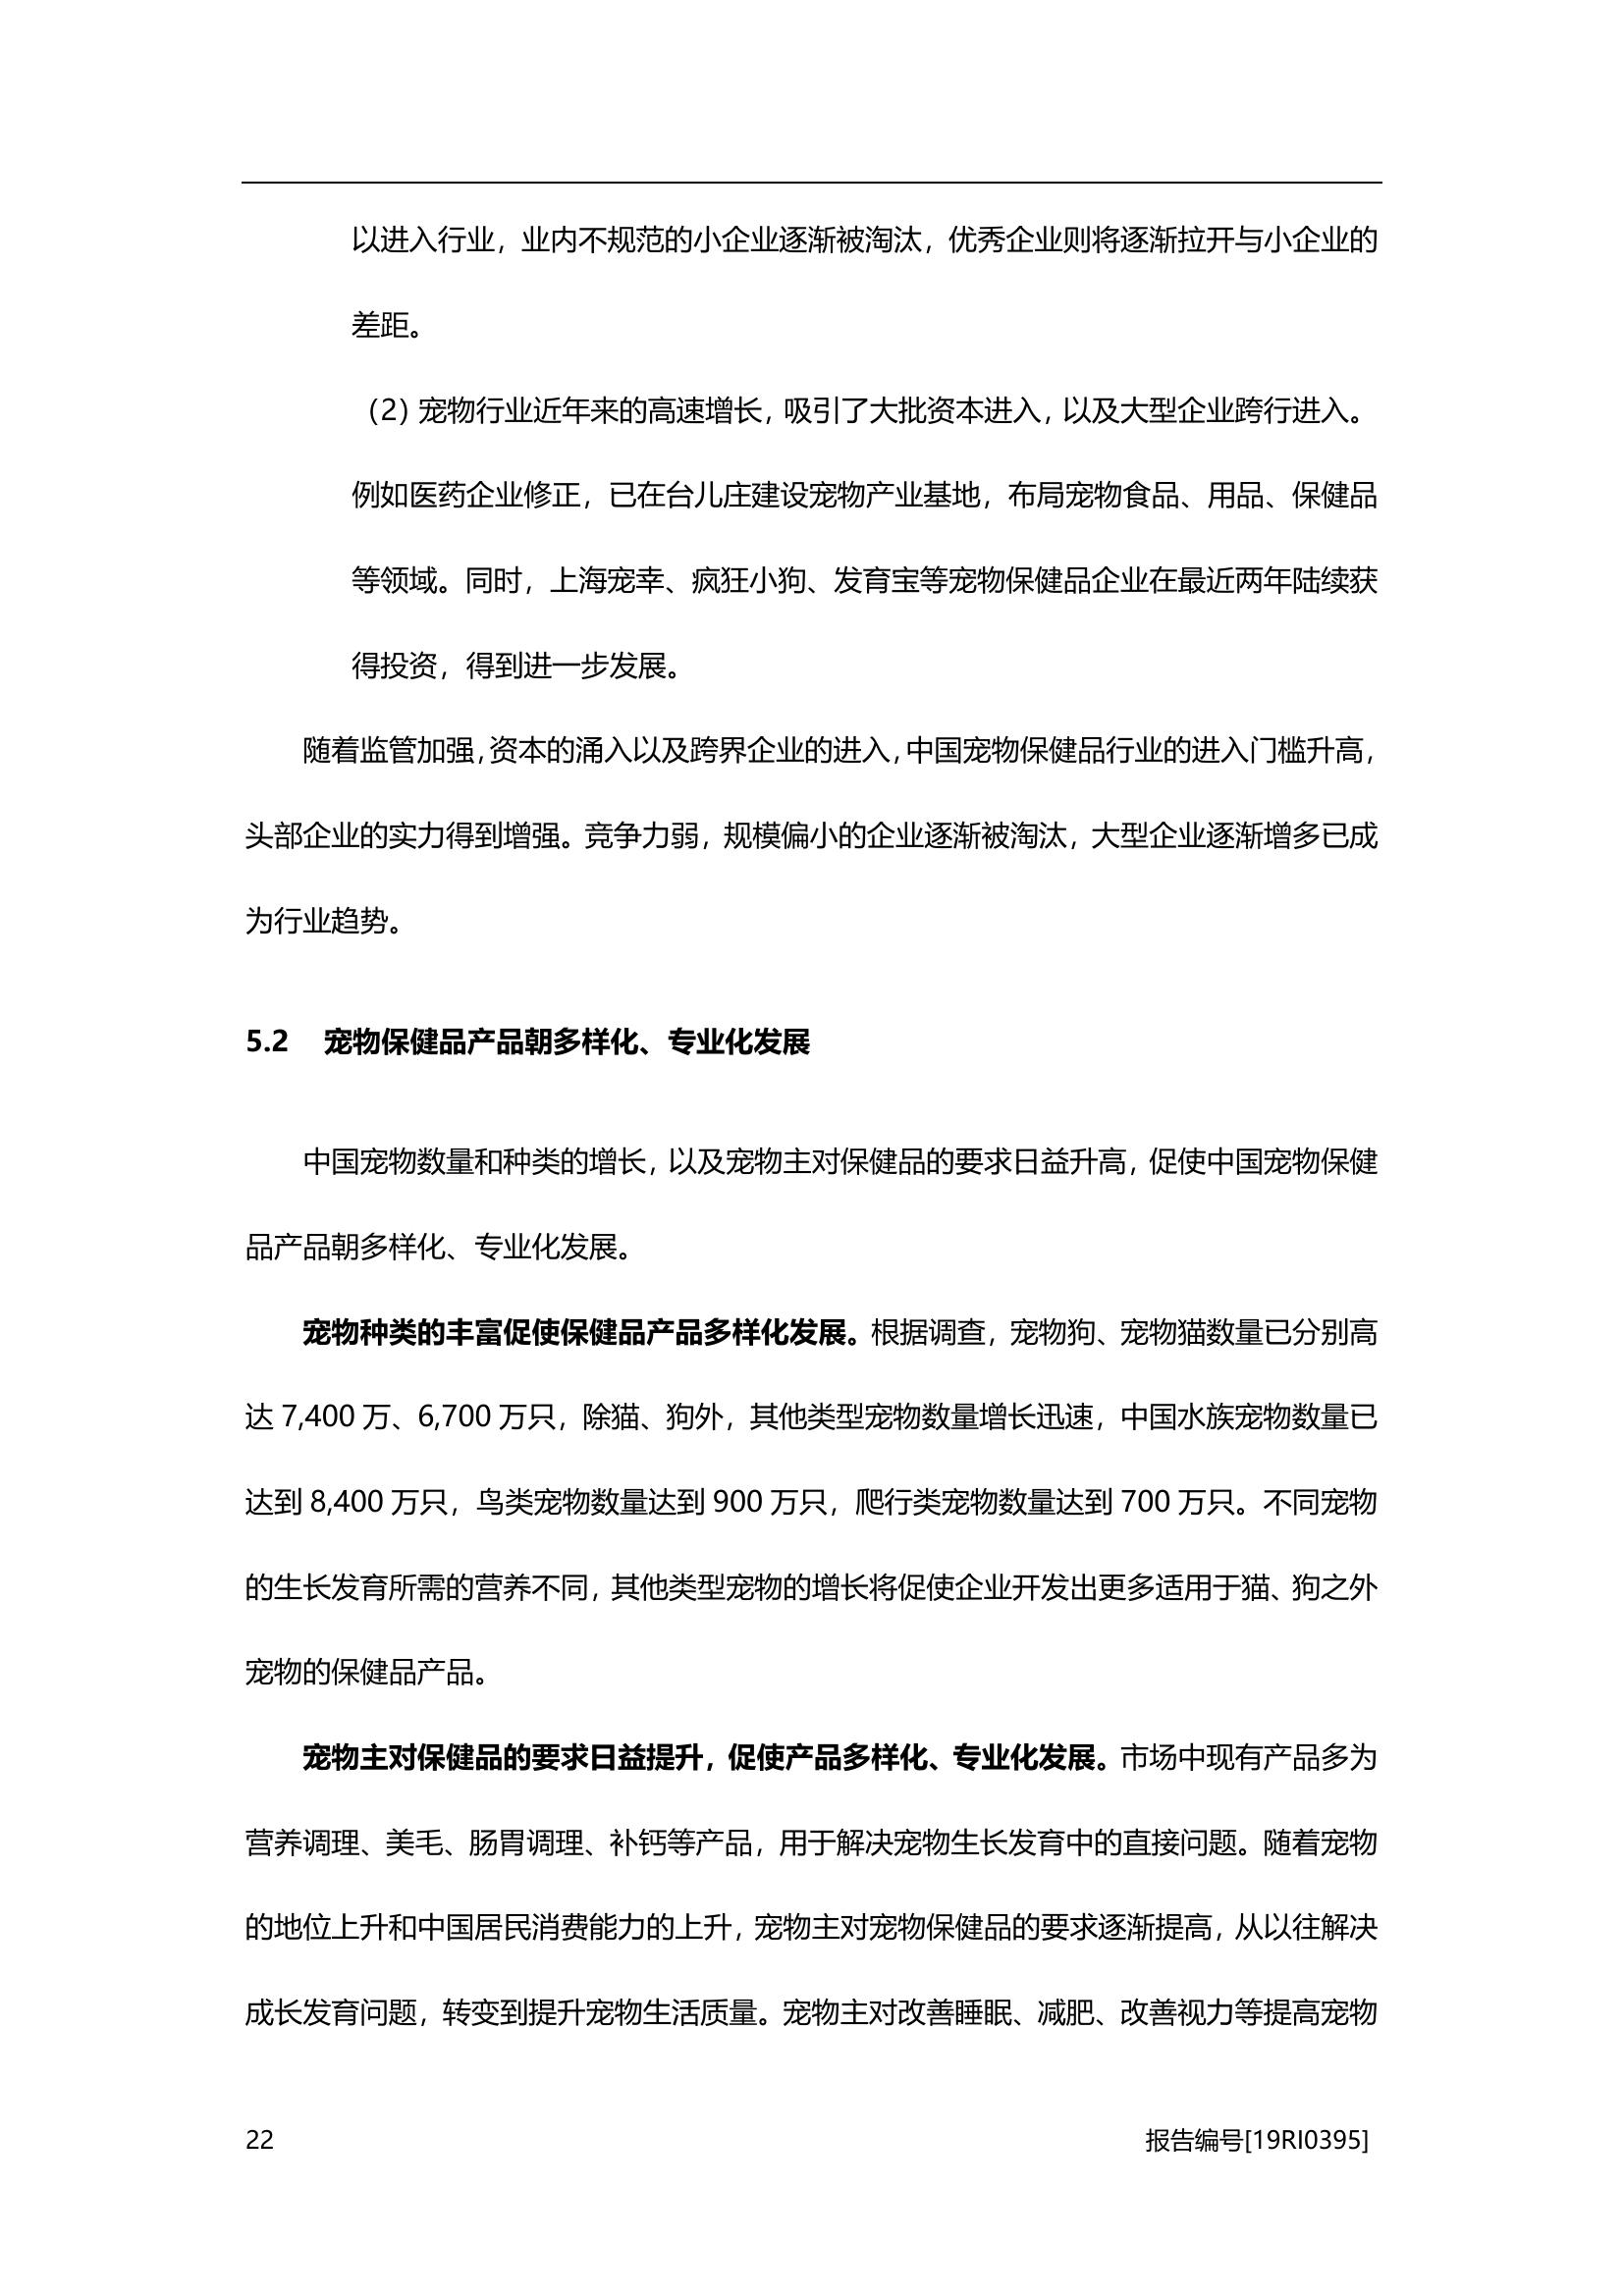 以进入行业，业内不规范的小企业逐渐被淘汰，优秀企业则将逐渐拉开与小企业的
差距。
（2）宠物行业近年来的高速增长，吸引了大批资本进入，以及大型企业跨行进入。
例如医药企业修正，已在台儿庄建设宠物产业基地，布局宠物食品、用品、保健品
等领域。同时，上海宠幸、疯狂小狗、发育宝等宠物保健品企业在最近两年陆续获
得投资，得到进一步发展。
随着监管加强，资本的涌入以及跨界企业的进入，中国宠物保健品行业的进入门槛升高，
头部企业的实力得到增强。竞争力弱，规模偏小的企业逐渐被淘汰，大型企业逐渐增多已成
为行业趋势。
5.2 宠物保健品产品朝多样化、专业化发展
中国宠物数量和种类的增长，以及宠物主对保健品的要求日益升高，促使中国宠物保健
品产品朝多样化、专业化发展。
宠物种类的丰富促使保健品产品多样化发展。根据调查，宠物狗、宠物猫数量已分别高
达 7,400 万、6,700 万只，除猫、狗外，其他类型宠物数量增长迅速，中国水族宠物数量已
达到 8,400 万只，鸟类宠物数量达到 900 万只，爬行类宠物数量达到 700 万只。不同宠物
的生长发育所需的营养不同，其他类型宠物的增长将促使企业开发出更多适用于猫、狗之外
宠物的保健品产品。
宠物主对保健品的要求日益提升，促使产品多样化、专业化发展。市场中现有产品多为
营养调理、美毛、肠胃调理、补钙等产品，用于解决宠物生长发育中的直接问题。随着宠物
的地位上升和中国居民消费能力的上升，宠物主对宠物保健品的要求逐渐提高，从以往解决
成长发育问题，转变到提升宠物生活质量。宠物主对改善睡眠、减肥、改善视力等提高宠物
22 报告编号[19RI0395]